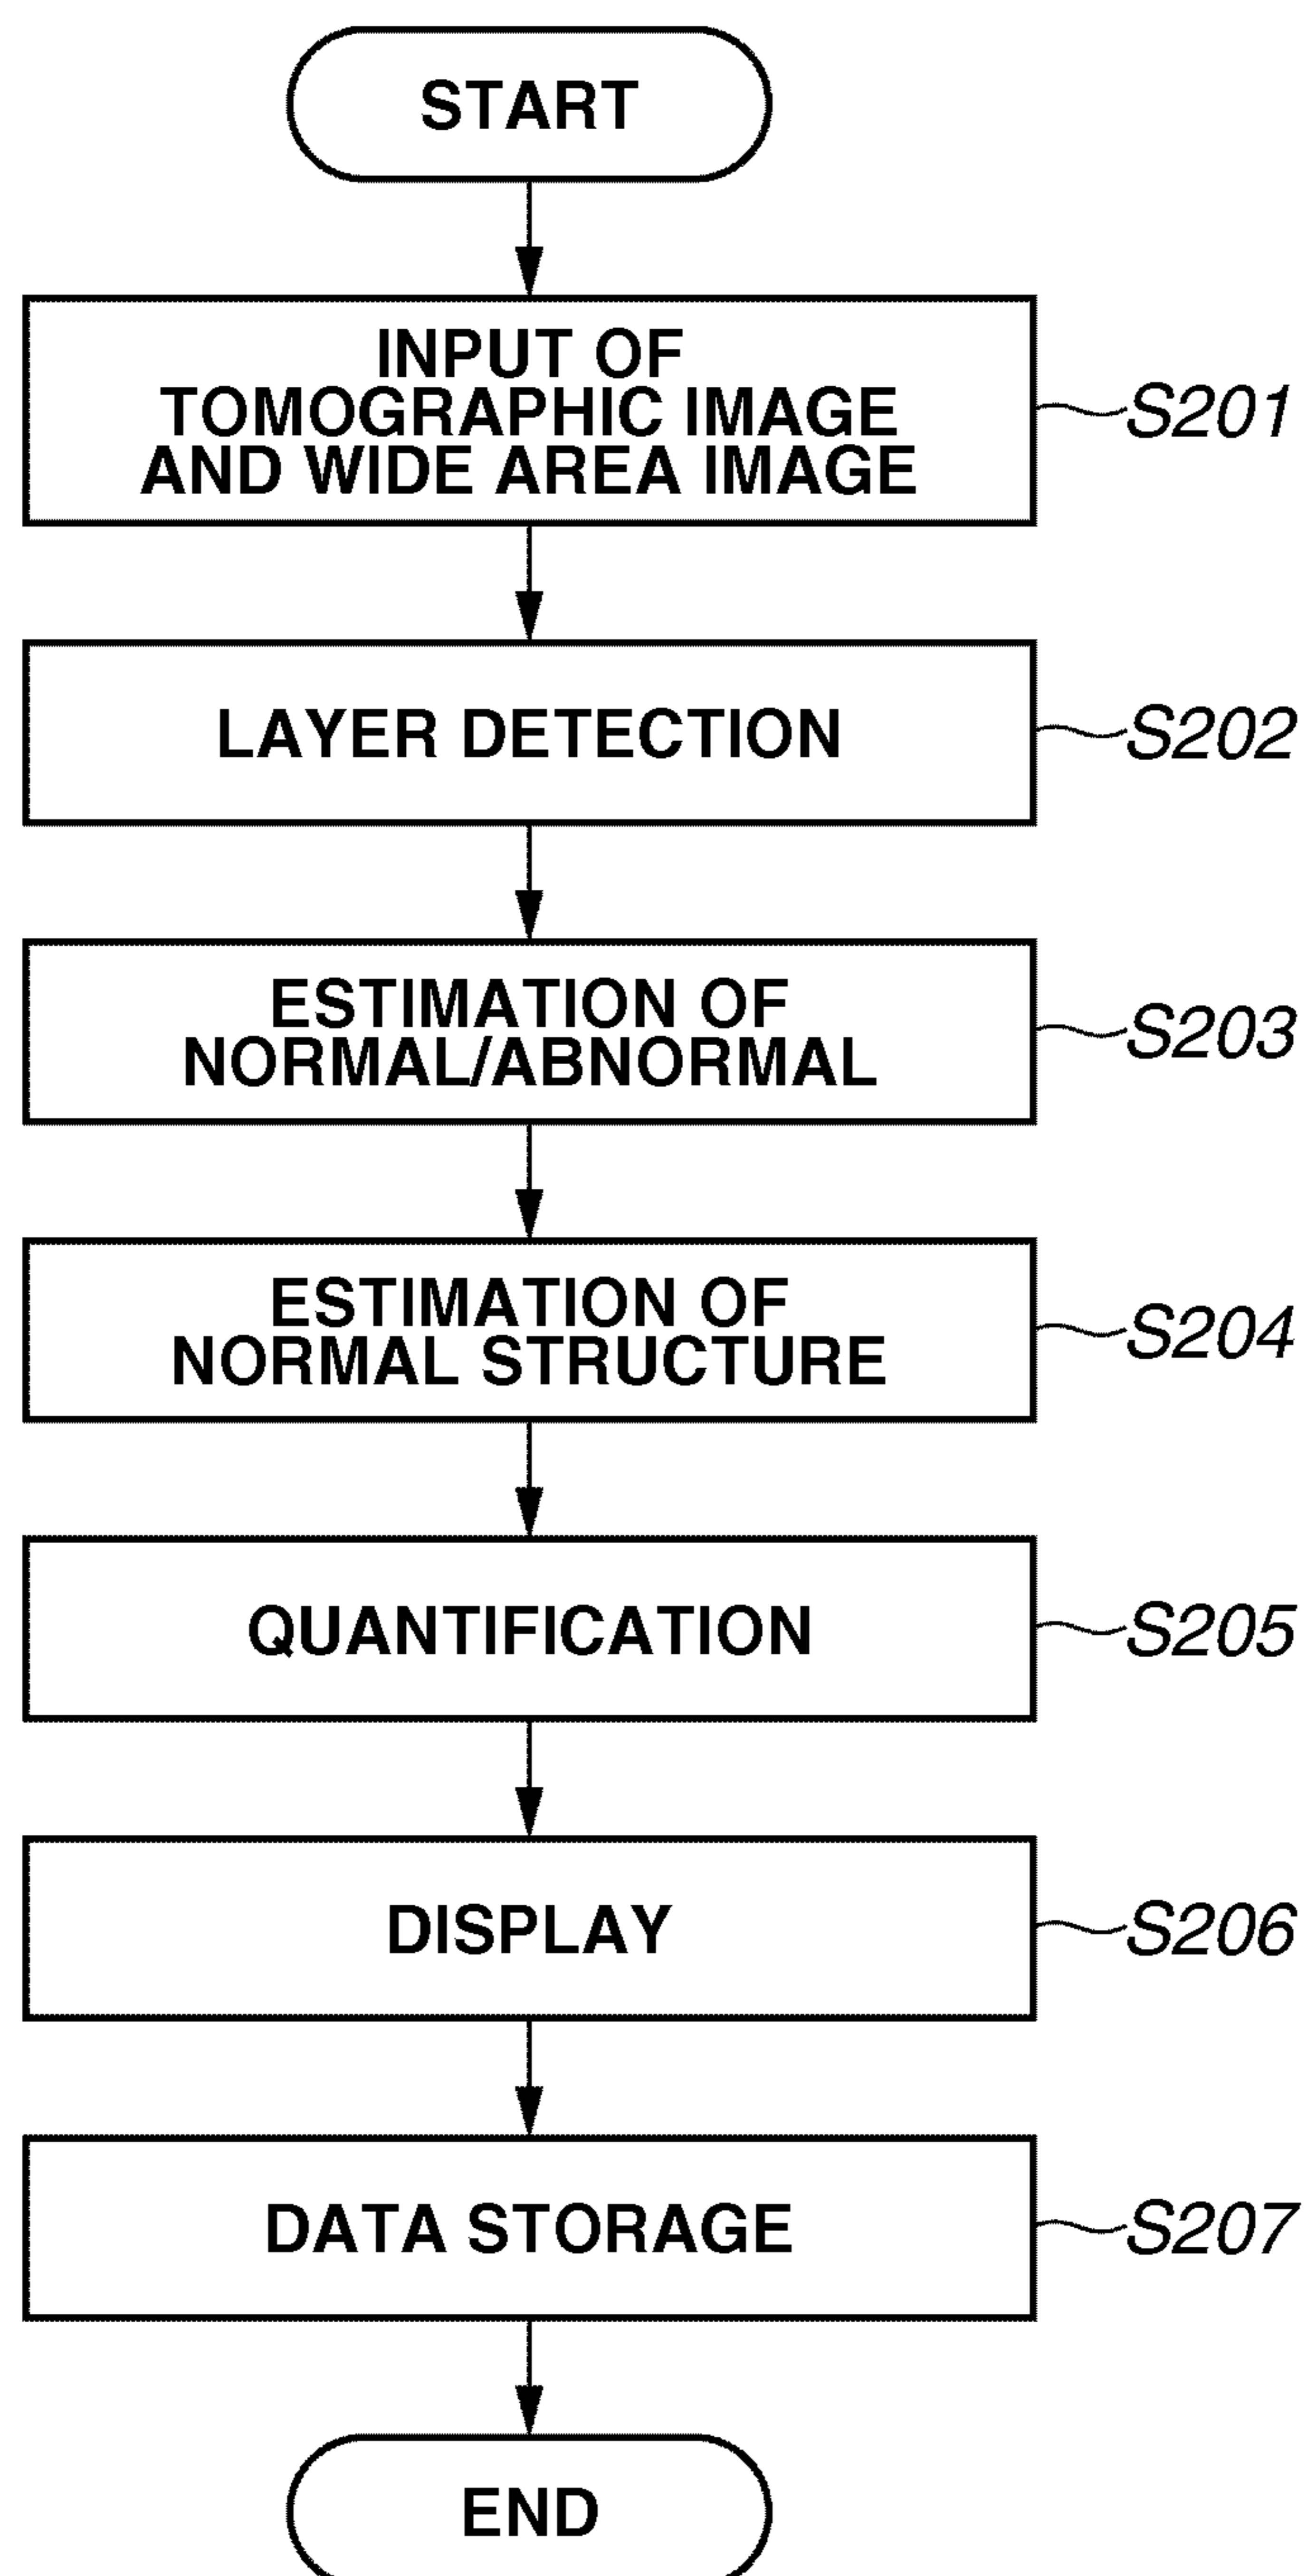 START
INPUT OF
TOMOGRAPHIC IMAGE
AND WIDE AREA IMAGE
S201
LAYER DETECTION
S202
ESTIMATION OF
NORMAL/ABNORMAL
S203
ESTIMATION OF
NORMAL STRUCTURE
S204
QUANTIFICATION
S205
DISPLAY
S206
DATA STORAGE
S207
END